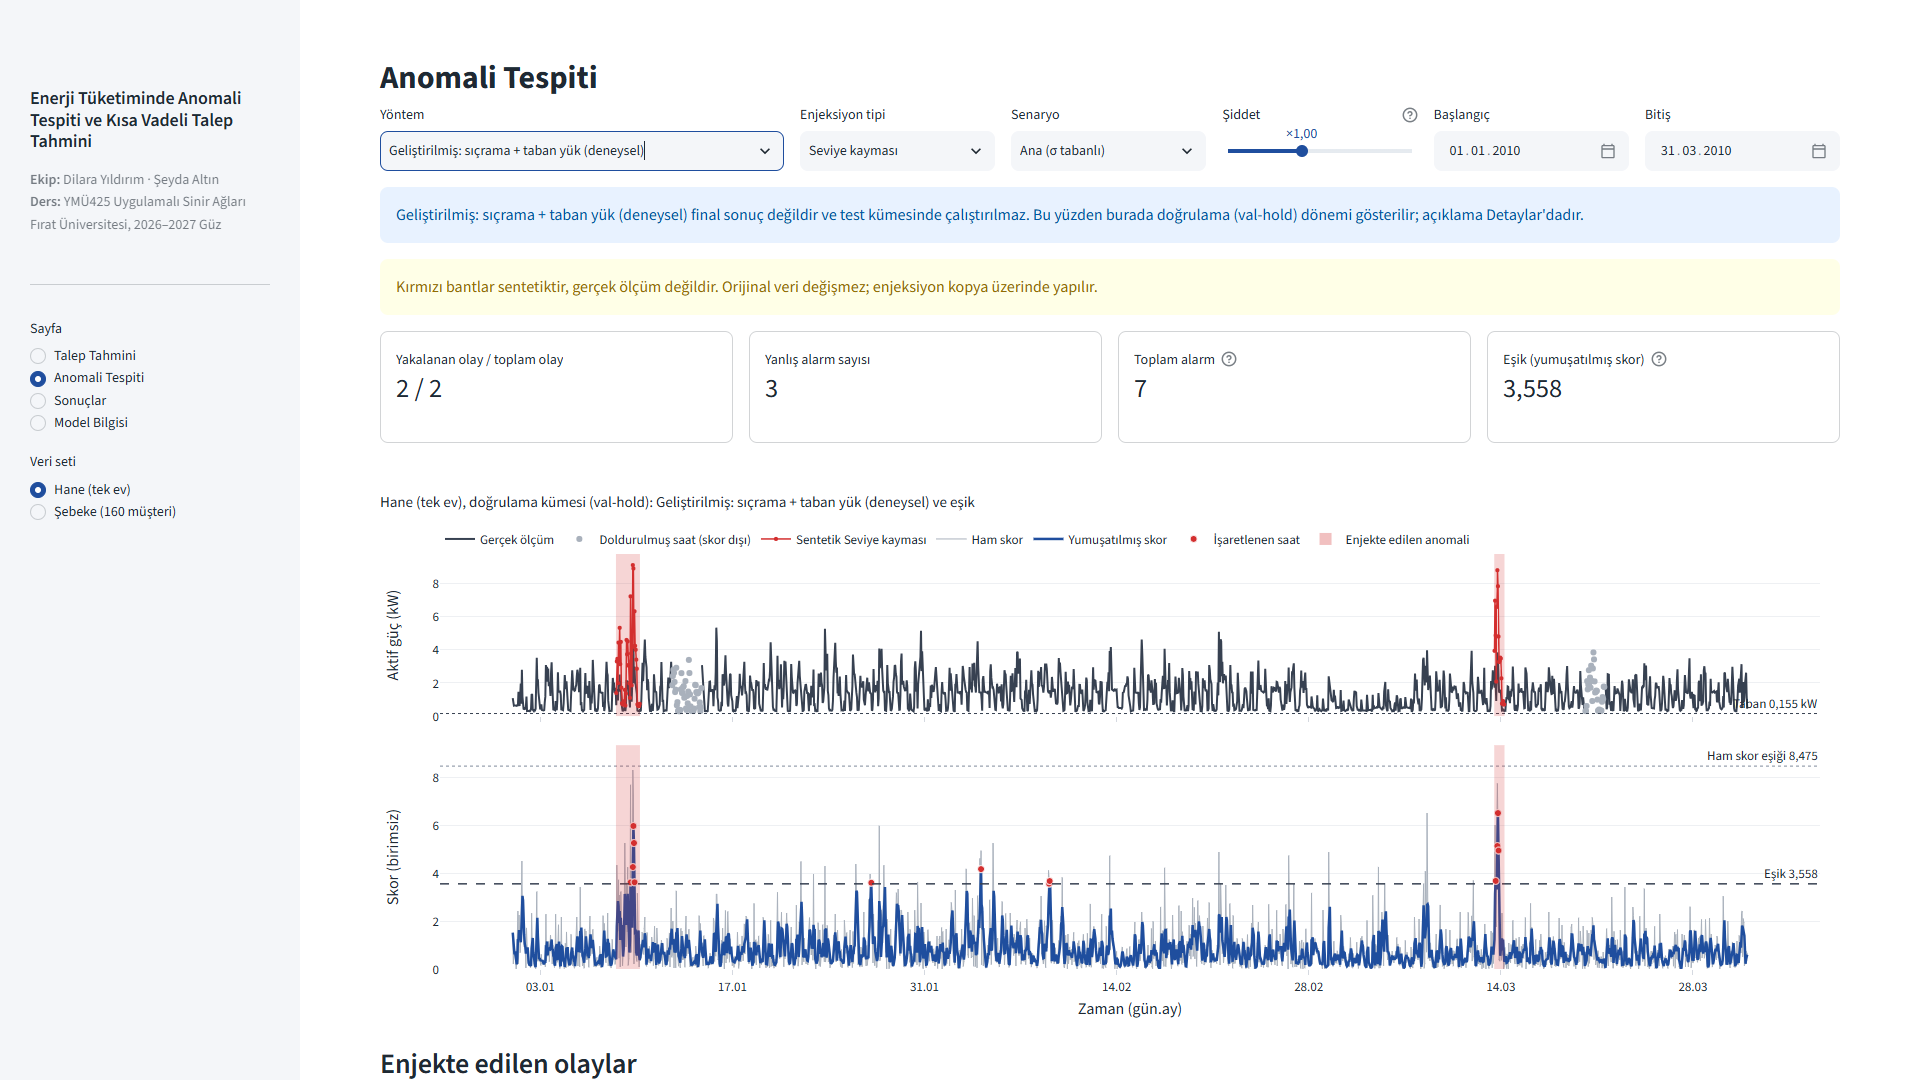 Enerji Tüketiminde Anomali
Tespiti ve Kısa Vadeli Talep
Tahmini
Ekip: Dilara Yıldırım · Şeyda Altın
Ders: YMÜ425 Uygulamalı Sinir Ağları
Fırat Üniversitesi, 2026–2027 Güz
Sayfa
Talep Tahmini
Anomali Tespiti
Sonuçlar
Model Bilgisi
Veri seti
Hane (tek ev)
Şebeke (160 müşteri)
Anomali Tespiti
Yöntem
Enjeksiyon tipi
Senaryo
Şiddet
Başlangıç
Bitiş
×1,00
Geliştirilmiş: sıçrama + taban yük (deneysel)
Seviye kayması
Ana (σ tabanlı)
01.01.2010
31.03.2010
Geliştirilmiş: sıçrama + taban yük (deneysel) final sonuç değildir ve test kümesinde çalıştırılmaz. Bu yüzden burada doğrulama (val-hold) dönemi gösterilir; açıklama Detaylar'dadır.
Kırmızı bantlar sentetiktir, gerçek ölçüm değildir. Orijinal veri değişmez; enjeksiyon kopya üzerinde yapılır.
Yakalanan olay / toplam olay
2 / 2
Yanlış alarm sayısı
3
Toplam alarm
7
Eşik (yumuşatılmış skor)
3,558
Hane (tek ev), doğrulama kümesi (val-hold): Geliştirilmiş: sıçrama + taban yük (deneysel) ve eşik
Gerçek ölçüm
Doldurulmuş saat (skor dışı)
Sentetik Seviye kayması
Ham skor
Yumuşatılmış skor
İşaretlenen saat
Enjekte edilen anomali
Aktif güç (kW)
8
6
4
2
0
Taban 0,155 kW
Skor (birimsiz)
Ham skor eşiği 8,475
8
6
4
2
0
Eşik 3,558
03.01
17.01
31.01
14.02
28.02
14.03
28.03
Zaman (gün.ay)
Enjekte edilen olaylar